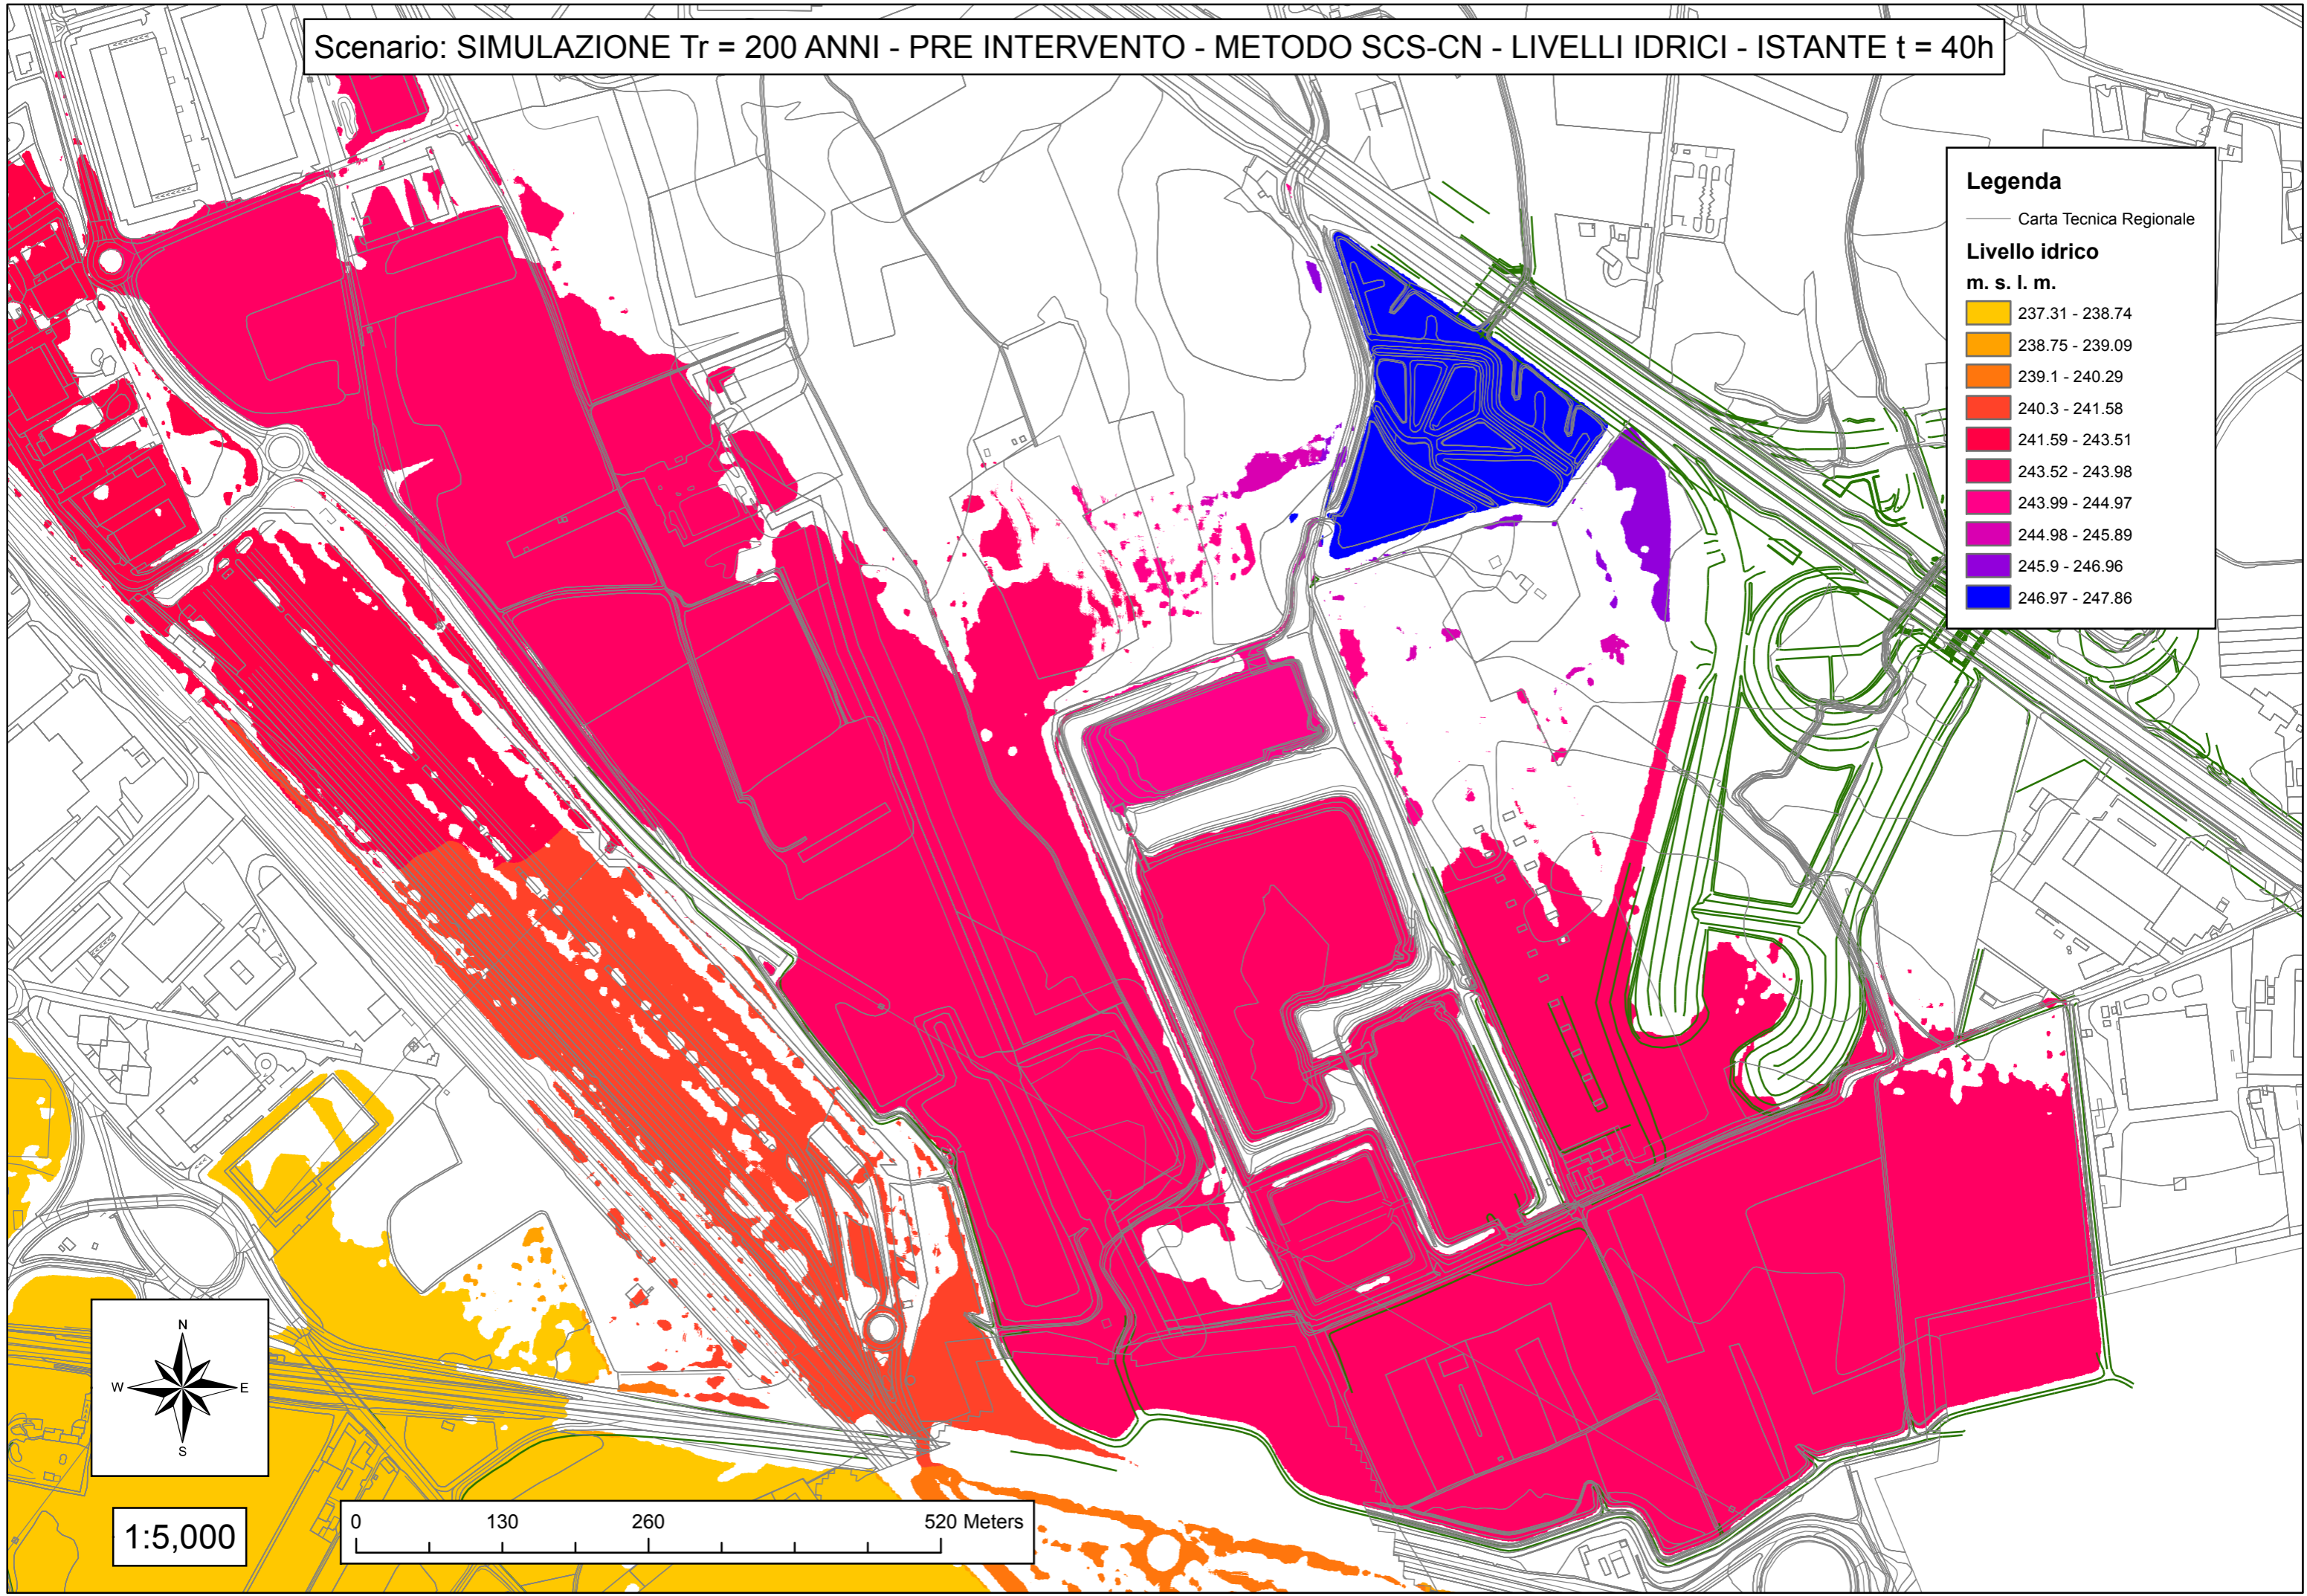 Scenario: SIMULAZIONE Tr = 200 ANNI - PRE INTERVENTO - METODO SCS-CN - LIVELLI IDRICI - ISTANTE t = 40h
Legenda
Carta Tecnica Regionale
Livello idrico
m. s. l. m.
237.31 - 238.74
238.75 - 239.09
239.1 - 240.29
240.3 - 241.58
241.59 - 243.51
243.52 - 243.98
243.99 - 244.97
244.98 - 245.89
245.9 - 246.96
246.97 - 247.86
N
W E
S
1:5,000
0 130 260 520 Meters